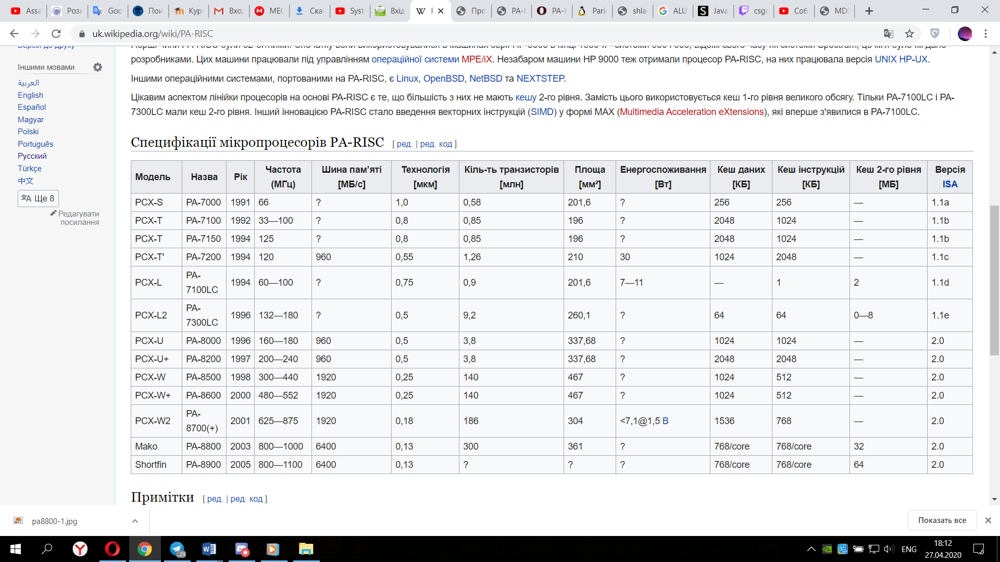 Assa
Розк
Goo
Пои
Курс
Вхо
МЕС
Ска
Syst
Вхід
Про
PA-8
PA-F
Paris
shla
ALU
Java
csgo
Соб
MD
uk.wikipedia.org/wiki/PA-RISC
Версія до друку
Іншими мовами
العربية
English
Español
Magyar
Polski
Português
Русский
Türkçe
中文
Ще 8
Редагувати
посилання
розробниками. Цих машини працювали під управлінням операційної системи MPE/iX. Незабаром машини HP 9000 теж отримали процесор PA-RISC, на них працювала версія UNIX HP-UX.
Іншими операційними системами, портованими на PA-RISC, є Linux, OpenBSD, NetBSD та NEXTSTEP.
Цікавим аспектом лінійки процесорів на основі PA-RISC є те, що більшість з них не мають кешу 2-го рівня. Замість цього використовується кеш 1-го рівня великого обсягу. Тільки PA-7100LC і PA-
7300LC мали кеш 2-го рівня. Інший інновацією PA-RISC стало введення векторних інструкцій (SIMD) у формі MAX (Multimedia Acceleration eXtensions), які вперше з'явилися в PA-7100LC.
Специфікації мікропроцесорів PA-RISC [ ред. | ред. код ]
Модель Назва Рік Частота (МГц) Шина пам’яті [МБ/с] Технологія [мкм] Кіль-ть транзисторів [млн] Площа [мм²] Енергоспоживання [Вт] Кеш даних [КБ] Кеш інструкцій [КБ] Кеш 2-го рівня [МБ] Версія ISA
PCX-S PA-7000 1991 66 ? 1,0 0,58 201,6 ? 256 256 — 1.1a
PCX-T PA-7100 1992 33—100 ? 0,8 0,85 196 ? 2048 1024 — 1.1b
PCX-T PA-7150 1994 125 ? 0,8 0,85 196 ? 2048 1024 — 1.1b
PCX-T' PA-7200 1994 120 960 0,55 1,26 210 30 1024 2048 — 1.1c
PCX-L PA-7100LC 1994 60—100 ? 0,75 0,9 201,6 7—11 — 1 2 1.1d
PCX-L2 PA-7300LC 1996 132—180 ? 0,5 9,2 260,1 ? 64 64 0—8 1.1e
PCX-U PA-8000 1996 160—180 960 0,5 3,8 337,68 ? 1024 1024 — 2.0
PCX-U+ PA-8200 1997 200—240 960 0,5 3,8 337,68 ? 2048 2048 — 2.0
PCX-W PA-8500 1998 300—440 1920 0,25 140 467 ? 1024 512 — 2.0
PCX-W+ PA-8600 2000 480—552 1920 0,25 140 467 ? 1024 512 — 2.0
PCX-W2 PA-8700(+) 2001 625—875 1920 0,18 186 304 <7,1@1,5 В 1536 768 — 2.0
Mako PA-8800 2003 800—1000 6400 0,13 300 361 ? 768/core 768/core 32 2.0
Shortfin PA-8900 2005 800—1100 6400 0,13 ? ? ? 768/core 768/core 64 2.0
Примітки [ ред. | ред. код ]
pa8800-1.jpg
Показать все
29
ENG
18:12
27.04.2020